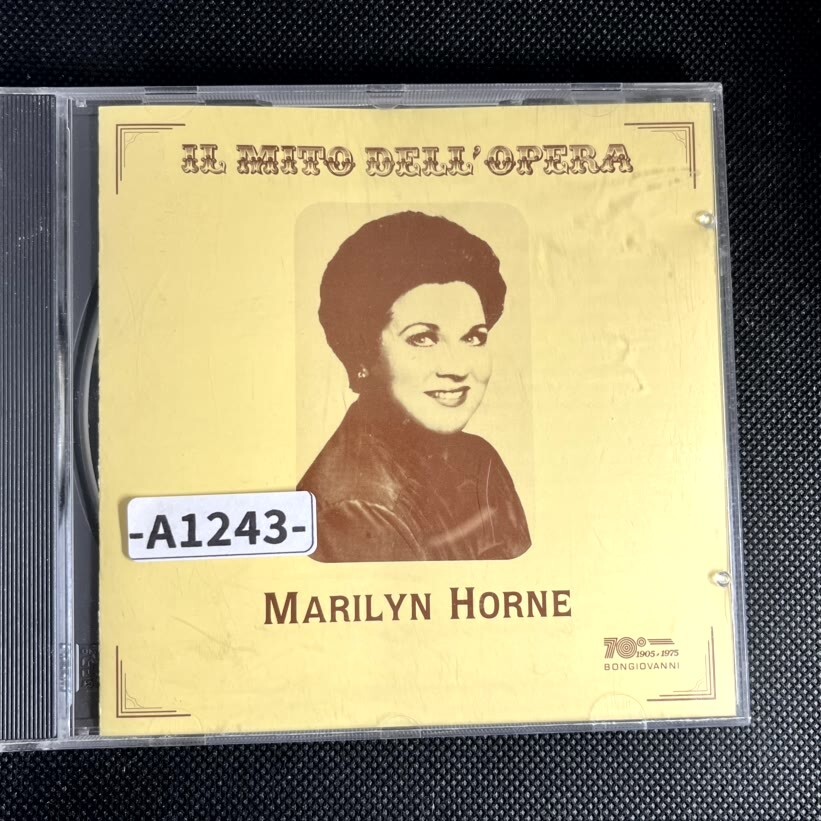 IL MITO DELL'OPERA
-A1243-
MARILYN HORNE
70°
1905 • 1975
BONGIOVANNI